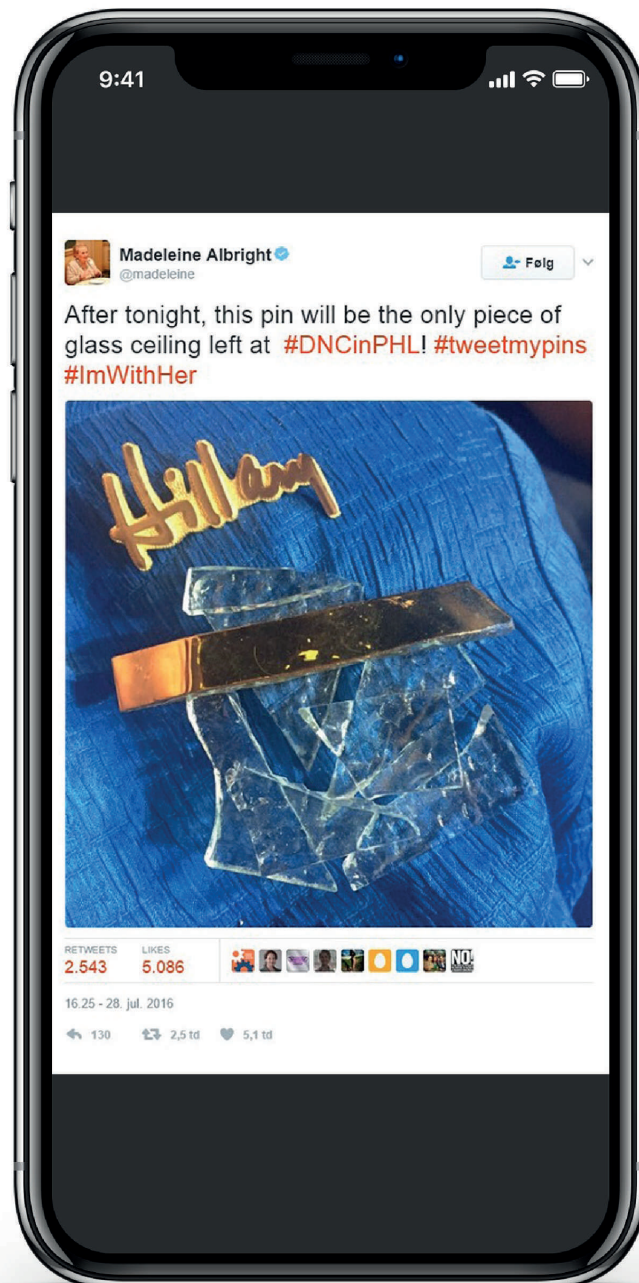 9:41
Madeleine Albright
@madeleine
Følg
After tonight, this pin will be the only piece of
glass ceiling left at #DNCinPHL! #tweetmypins
#ImWithHer
Hillary
RETWEETS LIKES
2.543 5.086
NO!
16.25 - 28. jul. 2016
130 2,5 td 5,1 td